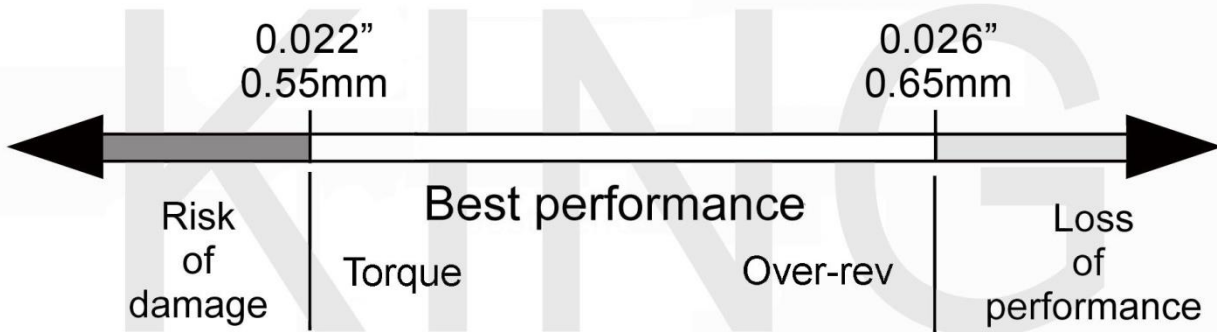 KING
0.022”
0.55mm
0.026”
0.65mm
Risk
of
damage
Best performance
Torque
Over-rev
Loss
of
performance